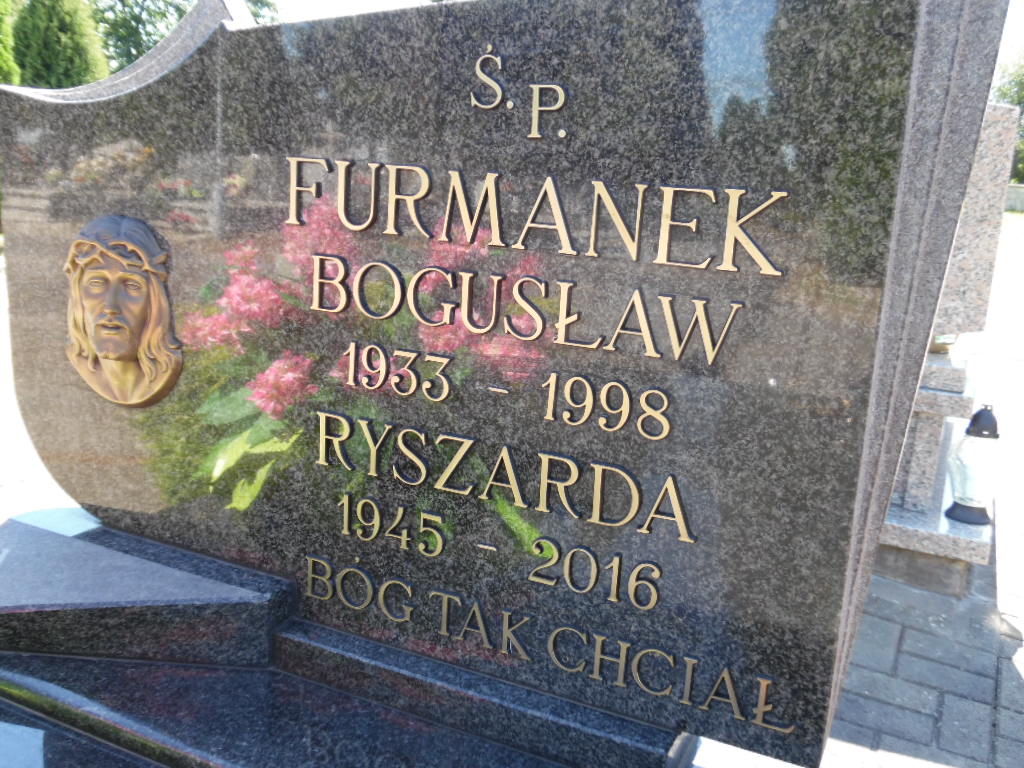 Ś.P.
FURMANEK
BOGUSŁAW
1933 - 1998
RYSZARDA
1945 - 2016
BÓG TAK CHCIAŁ